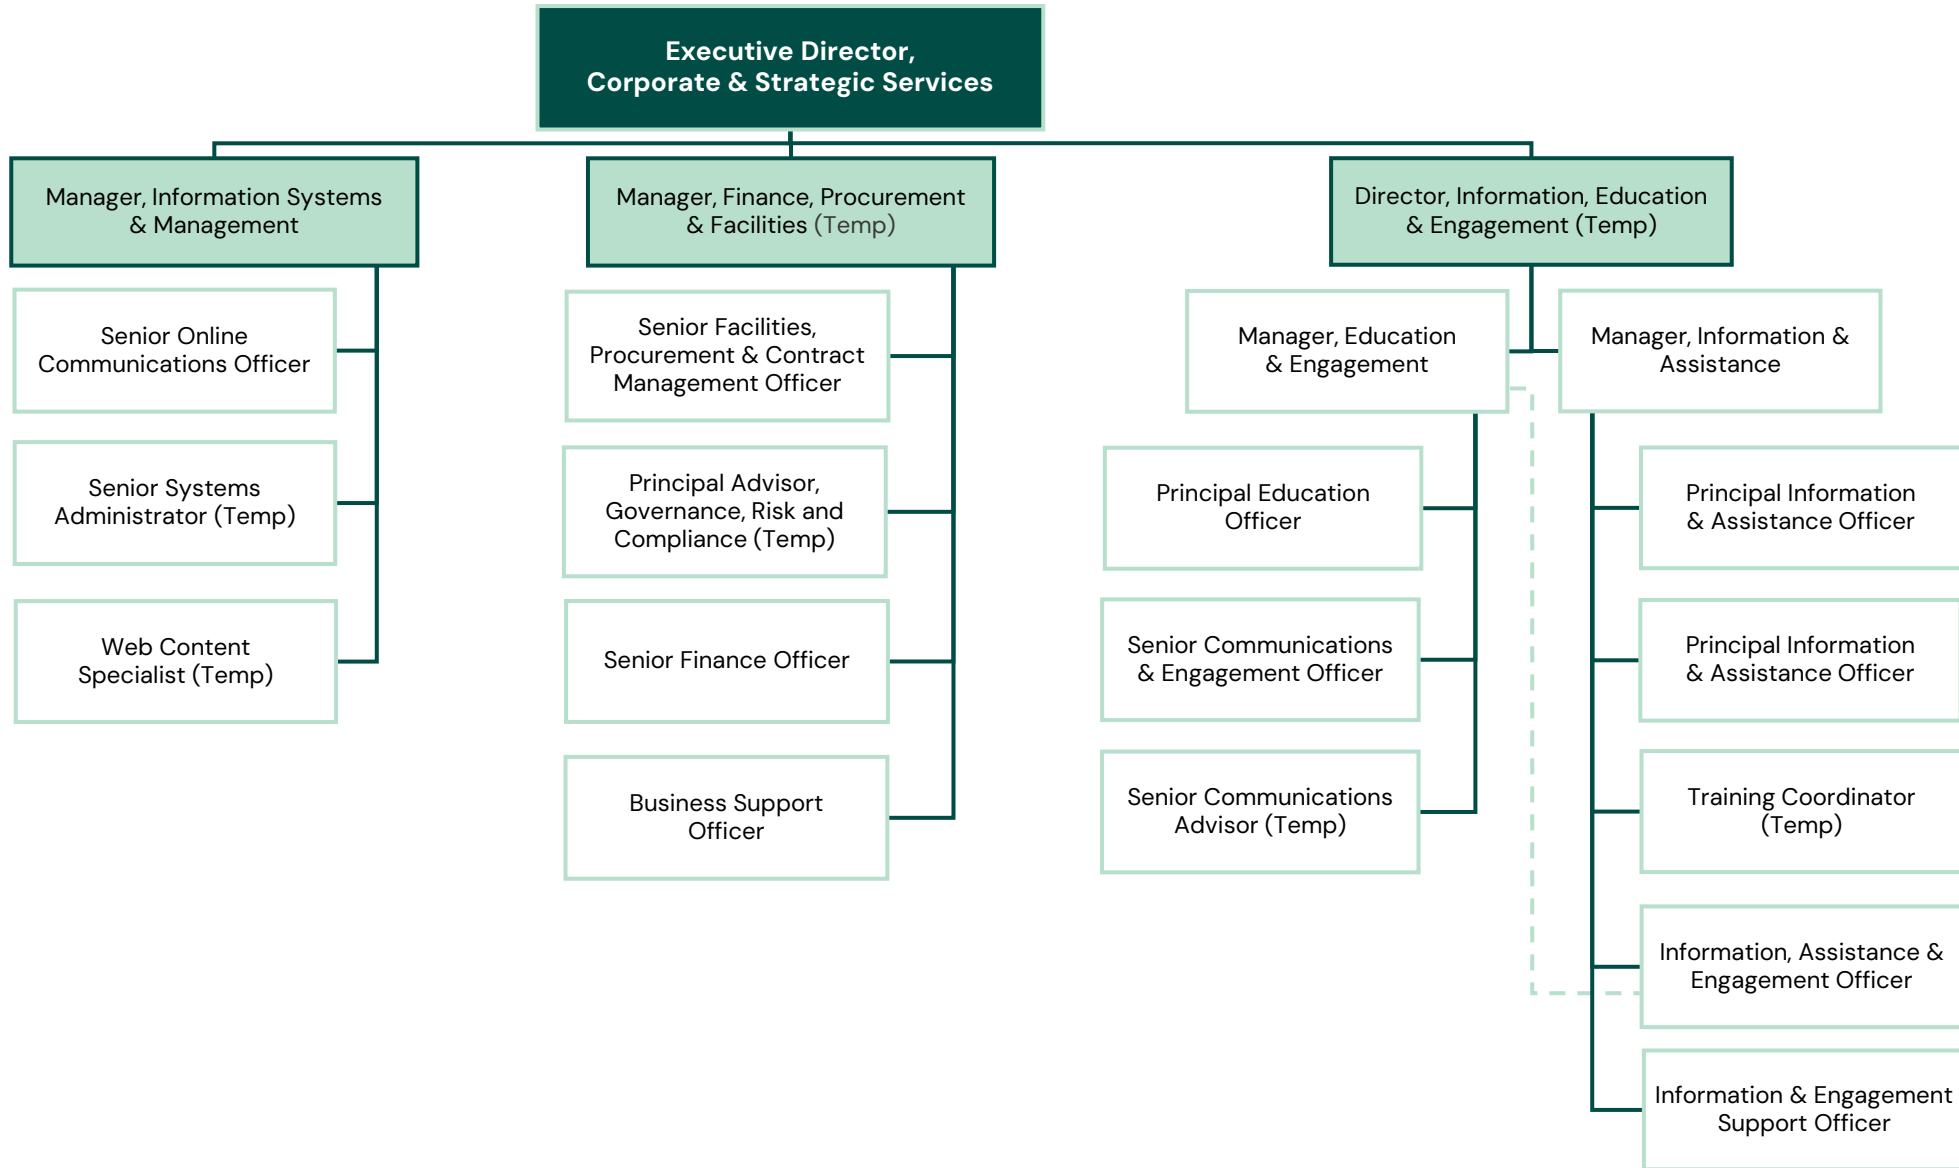 Executive Director,
Corporate & Strategic Services
Manager, Information Systems
& Management
Senior Online
Communications Officer
Senior Systems
Administrator (Temp)
Web Content
Specialist (Temp)
Manager, Finance, Procurement
& Facilities (Temp)
Senior Facilities,
Procurement & Contract
Management Officer
Principal Advisor,
Governance, Risk and
Compliance (Temp)
Senior Finance Officer
Business Support
Officer
Director, Information, Education
& Engagement (Temp)
Manager, Education
& Engagement
Principal Education
Officer
Senior Communications
& Engagement Officer
Senior Communications
Advisor (Temp)
Manager, Information &
Assistance
Principal Information
& Assistance Officer
Principal Information
& Assistance Officer
Training Coordinator
(Temp)
Information, Assistance &
Engagement Officer
Information & Engagement
Support Officer